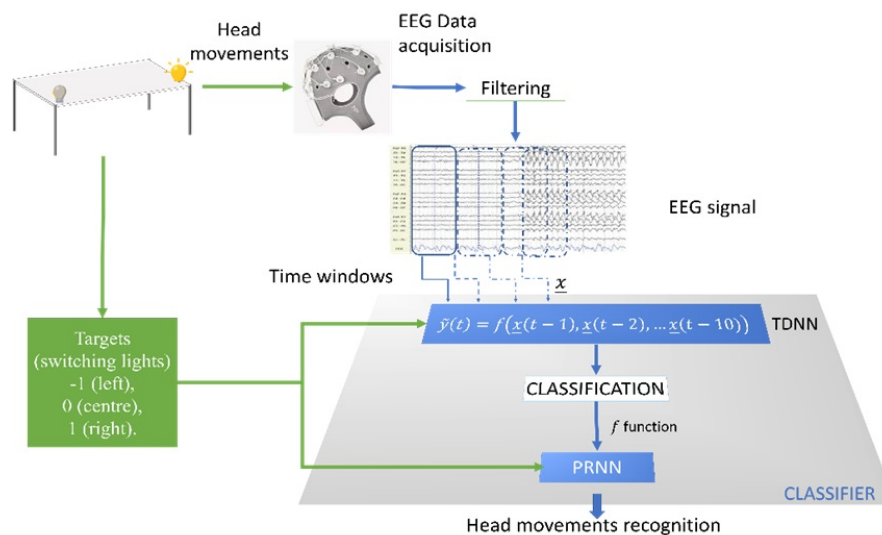 Head
movements
EEG Data
acquisition
Filtering
EEG signal
Time windows
x
ỹ(t) = f(x(t − 1), x(t − 2), … x(t − 10))
TDNN
Targets
(switching lights)
-1 (left),
0 (centre),
1 (right).
CLASSIFICATION
f function
PRNN
CLASSIFIER
Head movements recognition